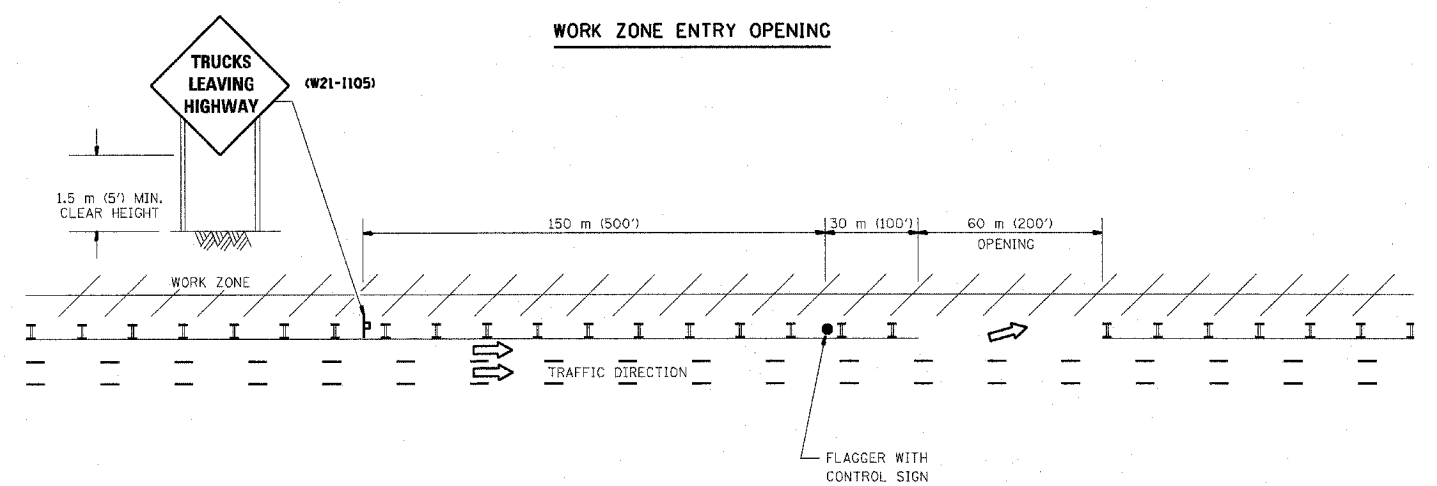 WORK ZONE ENTRY OPENING
TRUCKS
LEAVING
HIGHWAY
(W21-I105)
1.5 m (5') MIN.
CLEAR HEIGHT
150 m (500')
30 m (100')
60 m (200')
OPENING
WORK ZONE
TRAFFIC DIRECTION
FLAGGER WITH
CONTROL SIGN